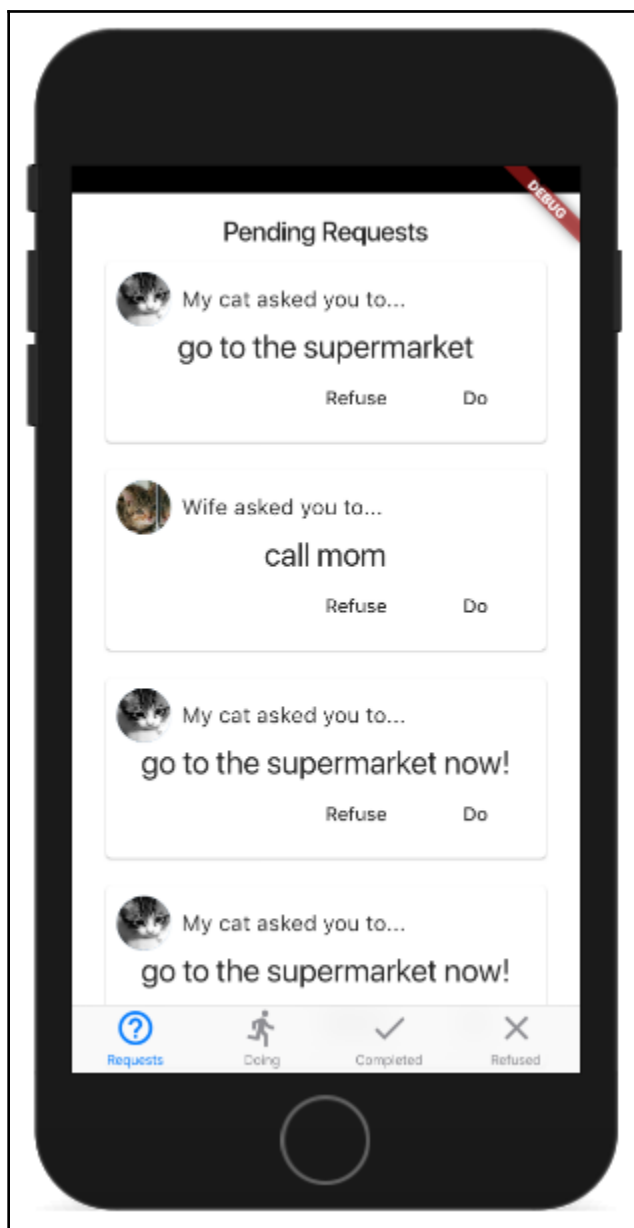 DEBUG
Pending Requests
My cat asked you to...
go to the supermarket
Refuse Do
Wife asked you to...
call mom
Refuse Do
My cat asked you to...
go to the supermarket now!
Refuse Do
My cat asked you to...
go to the supermarket now!
Requests Doing Completed Refused